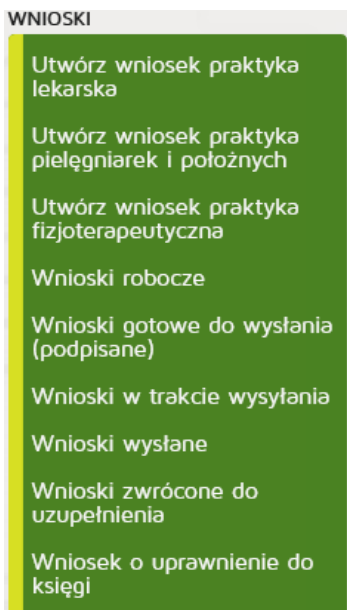 WNIOSKI
Utwórz wniosek praktyka
lekarska
Utwórz wniosek praktyka
pielęgniarek i położnych
Utwórz wniosek praktyka
fizjoterapeutyczna
Wnioski robocze
Wnioski gotowe do wysłania
(podpisane)
Wnioski w trakcie wysyłania
Wnioski wysłane
Wnioski zwrócone do
uzupełnienia
Wniosek o uprawnienie do
księgi